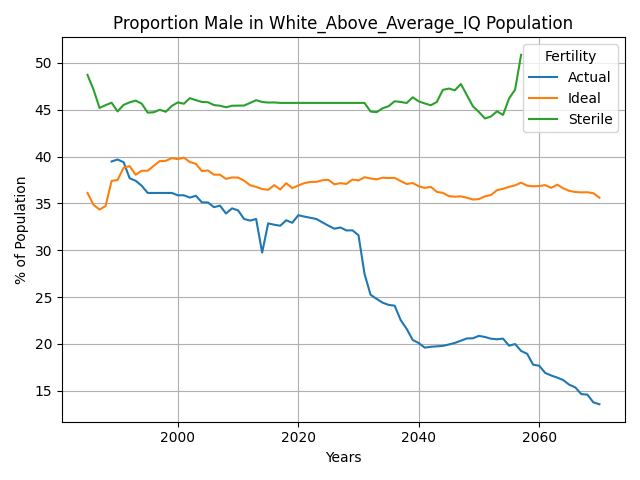 Proportion Male in White_Above_Average_IQ Population
% of Population
50
45
40
35
30
25
20
15
Fertility
Actual
Ideal
Sterile
2000
2020
2040
2060
Years